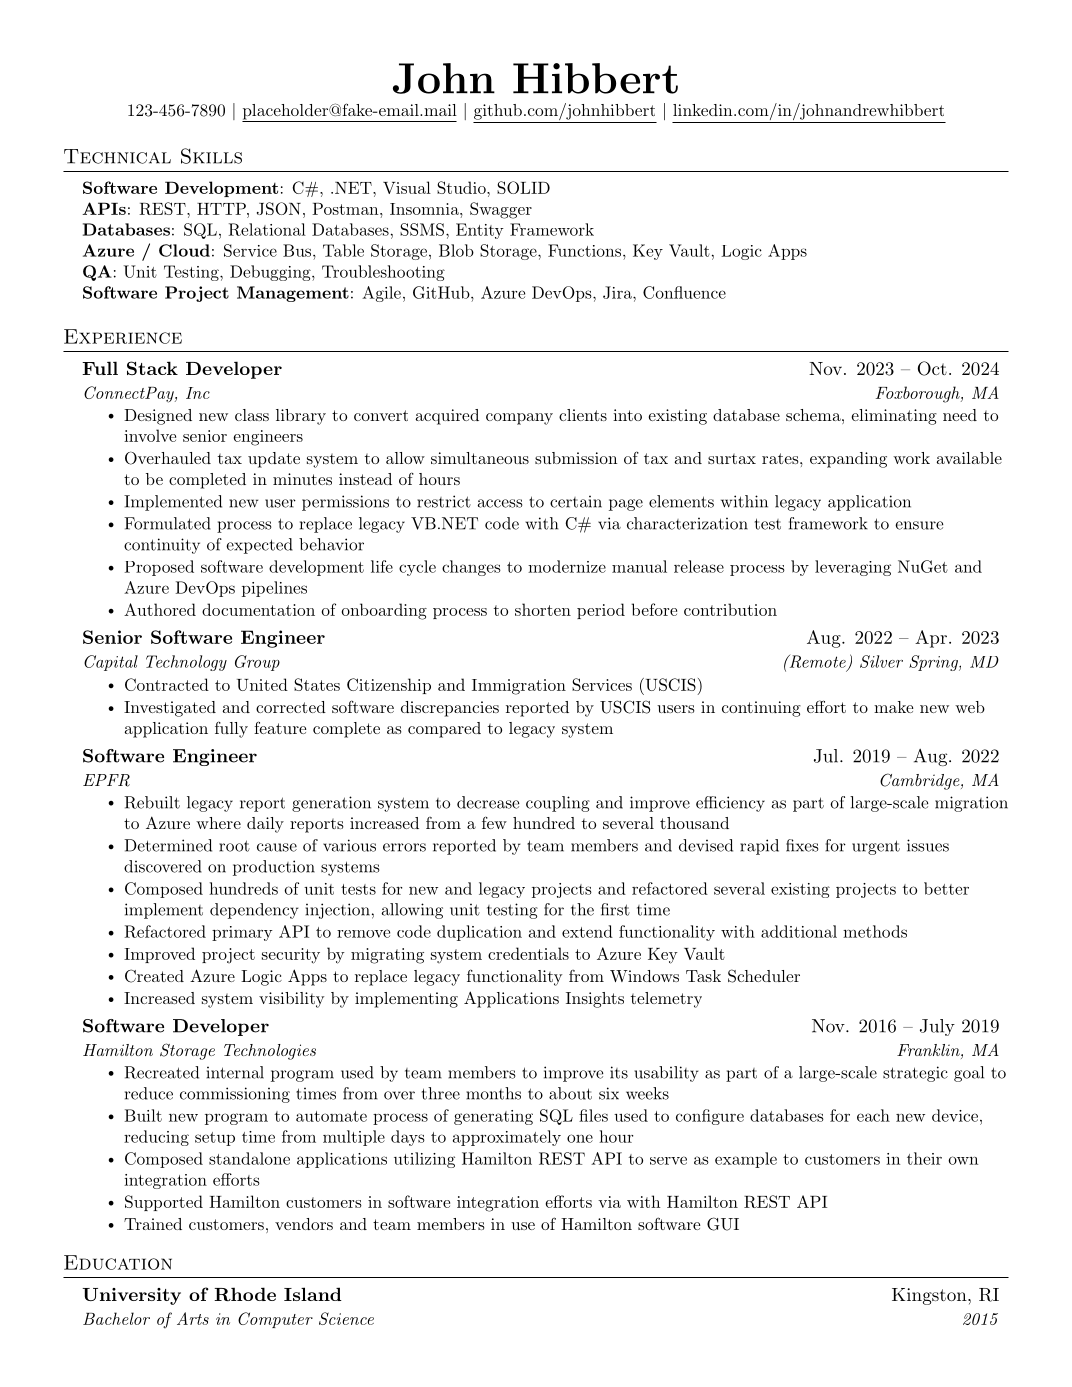 John Hibbert
123-456-7890 | placeholder@fake-email.mail | github.com/johnhibbert | linkedin.com/in/johnandrewhibbert
Technical Skills
Software Development: C#, .NET, Visual Studio, SOLID
APIs: REST, HTTP, JSON, Postman, Insomnia, Swagger
Databases: SQL, Relational Databases, SSMS, Entity Framework
Azure / Cloud: Service Bus, Table Storage, Blob Storage, Functions, Key Vault, Logic Apps
QA: Unit Testing, Debugging, Troubleshooting
Software Project Management: Agile, GitHub, Azure DevOps, Jira, Confluence
Experience
Full Stack Developer Nov. 2023 – Oct. 2024
ConnectPay, Inc Foxborough, MA
• Designed new class library to convert acquired company clients into existing database schema, eliminating need to
involve senior engineers
• Overhauled tax update system to allow simultaneous submission of tax and surtax rates, expanding work available
to be completed in minutes instead of hours
• Implemented new user permissions to restrict access to certain page elements within legacy application
• Formulated process to replace legacy VB.NET code with C# via characterization test framework to ensure
continuity of expected behavior
• Proposed software development life cycle changes to modernize manual release process by leveraging NuGet and
Azure DevOps pipelines
• Authored documentation of onboarding process to shorten period before contribution
Senior Software Engineer Aug. 2022 – Apr. 2023
Capital Technology Group (Remote) Silver Spring, MD
• Contracted to United States Citizenship and Immigration Services (USCIS)
• Investigated and corrected software discrepancies reported by USCIS users in continuing effort to make new web
application fully feature complete as compared to legacy system
Software Engineer Jul. 2019 – Aug. 2022
EPFR Cambridge, MA
• Rebuilt legacy report generation system to decrease coupling and improve efficiency as part of large-scale migration
to Azure where daily reports increased from a few hundred to several thousand
• Determined root cause of various errors reported by team members and devised rapid fixes for urgent issues
discovered on production systems
• Composed hundreds of unit tests for new and legacy projects and refactored several existing projects to better
implement dependency injection, allowing unit testing for the first time
• Refactored primary API to remove code duplication and extend functionality with additional methods
• Improved project security by migrating system credentials to Azure Key Vault
• Created Azure Logic Apps to replace legacy functionality from Windows Task Scheduler
• Increased system visibility by implementing Applications Insights telemetry
Software Developer Nov. 2016 – July 2019
Hamilton Storage Technologies Franklin, MA
• Recreated internal program used by team members to improve its usability as part of a large-scale strategic goal to
reduce commissioning times from over three months to about six weeks
• Built new program to automate process of generating SQL files used to configure databases for each new device,
reducing setup time from multiple days to approximately one hour
• Composed standalone applications utilizing Hamilton REST API to serve as example to customers in their own
integration efforts
• Supported Hamilton customers in software integration efforts via with Hamilton REST API
• Trained customers, vendors and team members in use of Hamilton software GUI
Education
University of Rhode Island Kingston, RI
Bachelor of Arts in Computer Science 2015